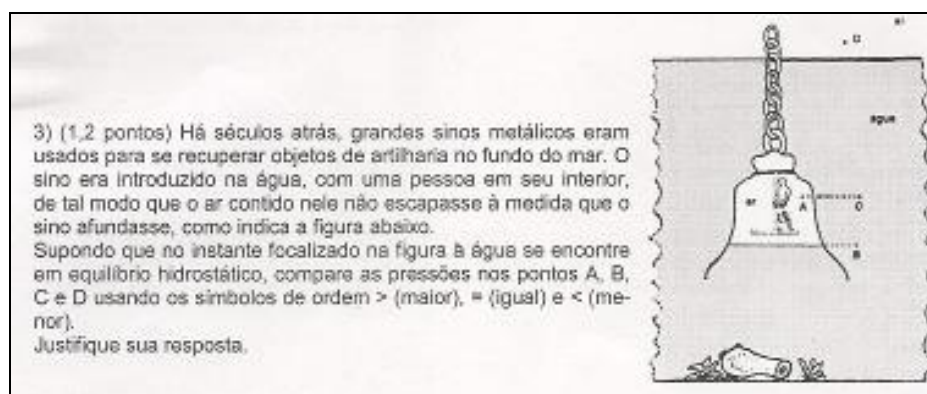 3) (1,2 pontos) Há séculos atrás, grandes sinos metálicos eram
usados para se recuperar objetos de artilharia no fundo do mar. O
sino era introduzido na água, com uma pessoa em seu interior,
de tal modo que o ar contido nele não escapasse à medida que o
sino afundasse, como indica a figura abaixo.
Supondo que no instante focalizado na figura à água se encontre
em equilíbrio hidrostático, compare as pressões nos pontos A, B,
C e D usando os símbolos de ordem > (maior), = (igual) e < (me-
nor).
Justifique sua resposta.
D
água
ar
A
C
B